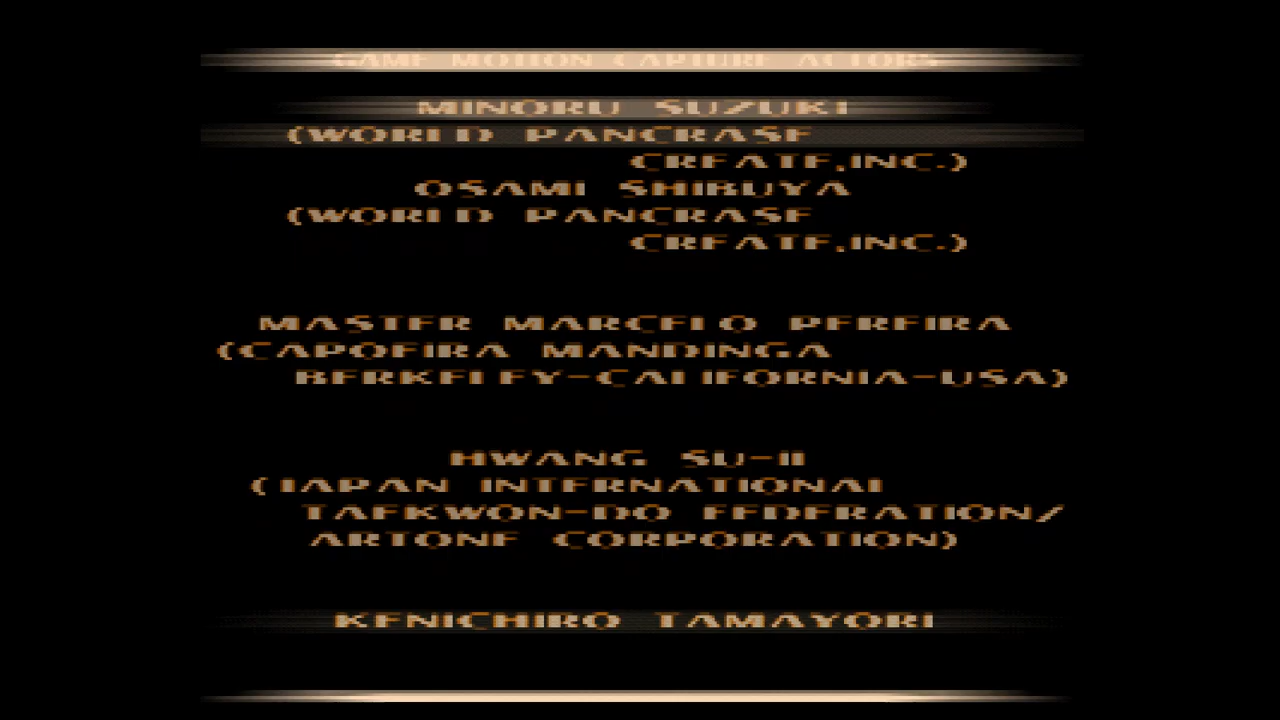 GAME MOTION CAPTURE ACTORS
MINORU SUZUKI
(WORLD PANCRASE
CREATE,INC.)
OSAMI SHIBUYA
(WORLD PANCRASE
CREATE,INC.)
MASTER MARCELO PEREIRA
(CAPOEIRA MANDINGA
BERKELEY-CALIFORNIA-USA)
HWANG SU-IL
(JAPAN INTERNATIONAL
TAEKWON-DO FEDERATION/
ARTONE CORPORATION)
KENICHIRO TAMAYORI